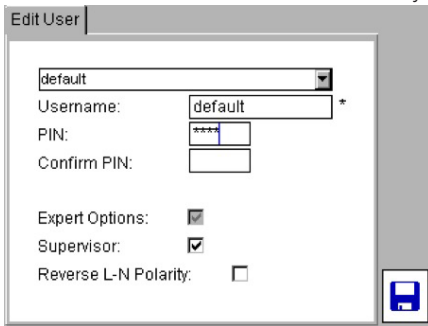 Edit User
default
Username: default *
PIN: ****
Confirm PIN:
Expert Options:
Supervisor:
Reverse L-N Polarity: